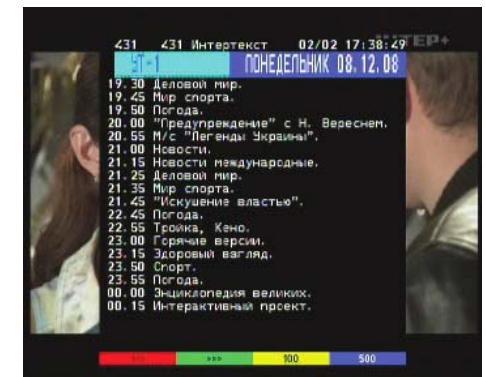 431 431 Интертекст 02/02 17:38:49
ИНТЕР+
УТ-1 ПОНЕДЕЛЬНИК 08.12.08
19.30 Деловой мир.
19.45 Мир спорта.
19.50 Погода.
20.00 "Предупреждение" с Н. Вереснем.
20.55 М/с "Легенды Украины".
21.00 Новости.
21.15 Новости международные.
21.25 Деловой мир.
21.35 Мир спорта.
21.45 "Искушение властью".
22.45 Погода.
22.55 Тройка, Кено.
23.00 Горячие версии.
23.15 Здоровый взгляд.
23.50 Спорт.
23.55 Погода.
00.00 Энциклопедия великих.
00.15 Интерактивный проект.
>>> 100 500